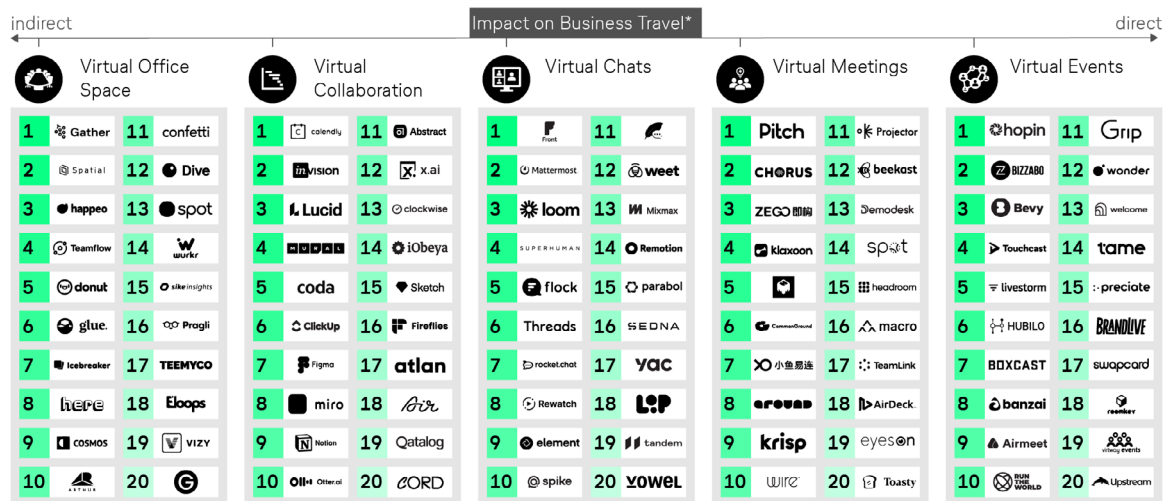 indirect
Impact on Business Travel*
direct
Virtual Office
Space
1 Gather
2 Spatial
3 happeo
4 Teamflow
5 donut
6 glue.
7 Icebreaker
8 here
9 COSMOS
10 ARTHUR
11 confetti
12 Dive
13 spot
14 wurkr
15 sike insights
16 Pragli
17 TEEMYCO
18 Eloops
19 V VIZY
20 G
Virtual
Collaboration
1 C calendly
2 inVISION
3 Lucid
4 MURAL
5 coda
6 ClickUp
7 Figma
8 miro
9 N Notion
10 Otter.ai
11 Abstract
12 X. x.ai
13 clockwise
14 iObeya
15 Sketch
16 Fireflies
17 atlan
18 Air
19 Qatalog
20 CORD
Virtual Chats
1 Front
2 Mattermost
3 loom
4 SUPERHUMAN
5 flock
6 Threads
7 rocket.chat
8 Rewatch
9 element
10 spike
11
12 weet
13 Mixmax
14 Remotion
15 parabol
16 SEDNA
17 yac
18 LOOP
19 tandem
20 vowel
Virtual Meetings
1 Pitch
2 CHORUS
3 ZEGO 即构
4 klaxoon
5
6 CommonGround
7 小鱼易连
8 around
9 krisp
10 wire
11 Projector
12 beekast
13 Demodesk
14 spot
15 headroom
16 macro
17 TeamLink
18 AirDeck.
19 eyeson
20 Toasty
Virtual Events
1 hopin
2 BIZZABO
3 Bevy
4 Touchcast
5 livestorm
6 HUBILO
7 BOXCAST
8 banzai
9 Airmeet
10 RUN THE WORLD
11 Grip
12 wonder
13 welcome
14 tame
15 preciate
16 BRANDLIVE
17 swapcard
18 roomkey
19 virway events
20 Upstream